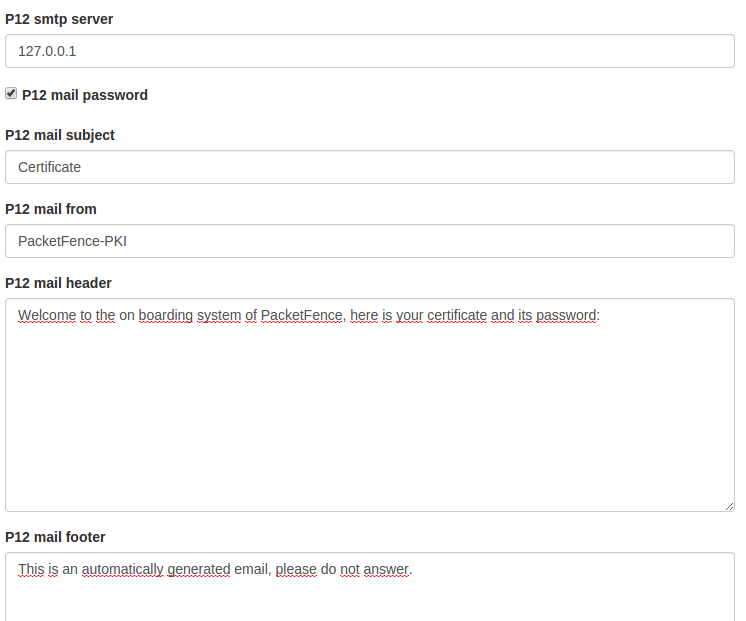 P12 smtp server
127.0.0.1
P12 mail password
P12 mail subject
Certificate
P12 mail from
PacketFence-PKI
P12 mail header
Welcome to the on boarding system of PacketFence, here is your certificate and its password:
P12 mail footer
This is an automatically generated email, please do not answer.